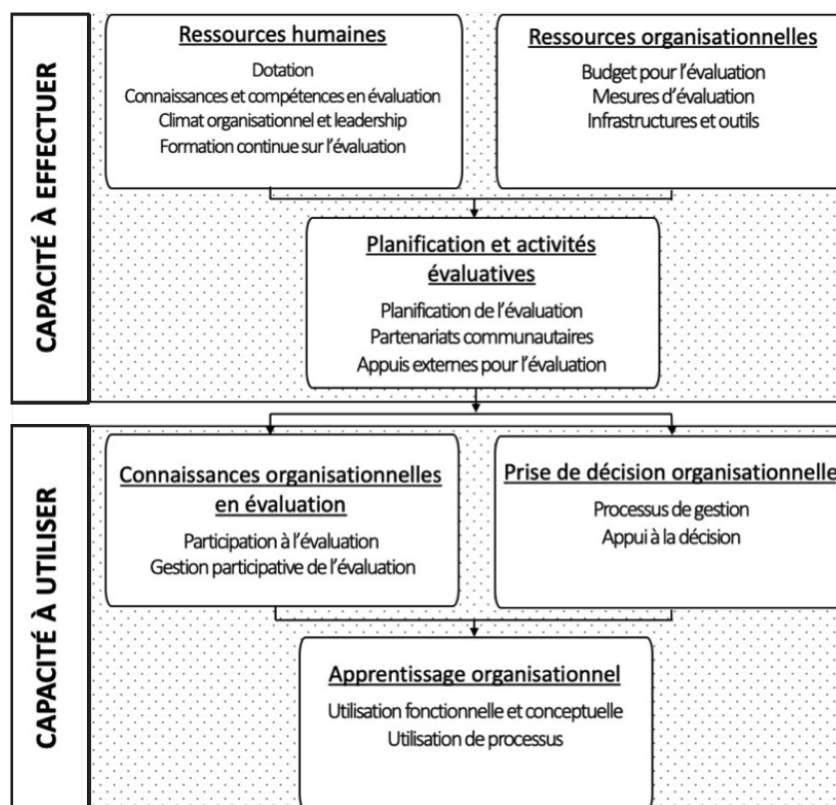 CAPACITÉ À EFFECTUER
Ressources humaines
Dotation
Connaissances et compétences en évaluation
Climat organisationnel et leadership
Formation continue sur l'évaluation
Ressources organisationnelles
Budget pour l'évaluation
Mesures d'évaluation
Infrastructures et outils
Planification et activités
évaluatives
Planification de l'évaluation
Partenariats communautaires
Appuis externes pour l'évaluation
CAPACITÉ À UTILISER
Connaissances organisationnelles
en évaluation
Participation à l'évaluation
Gestion participative de l'évaluation
Prise de décision organisationnelle
Processus de gestion
Appui à la décision
Apprentissage organisationnel
Utilisation fonctionnelle et conceptuelle
Utilisation de processus